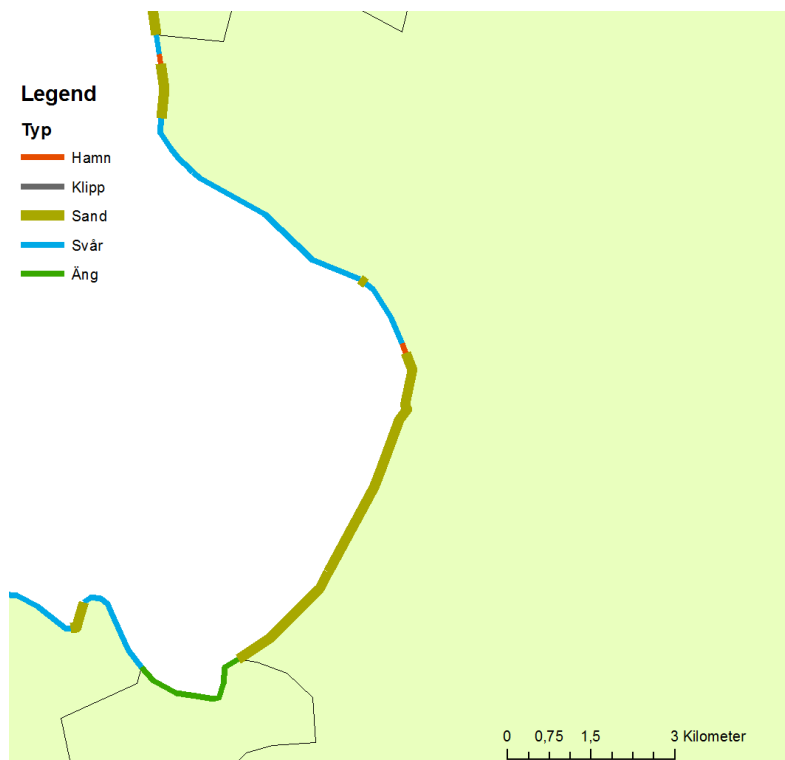 Legend
Typ
Hamn
Klipp
Sand
Svår
Äng
0 0,75 1,5 3 Kilometer